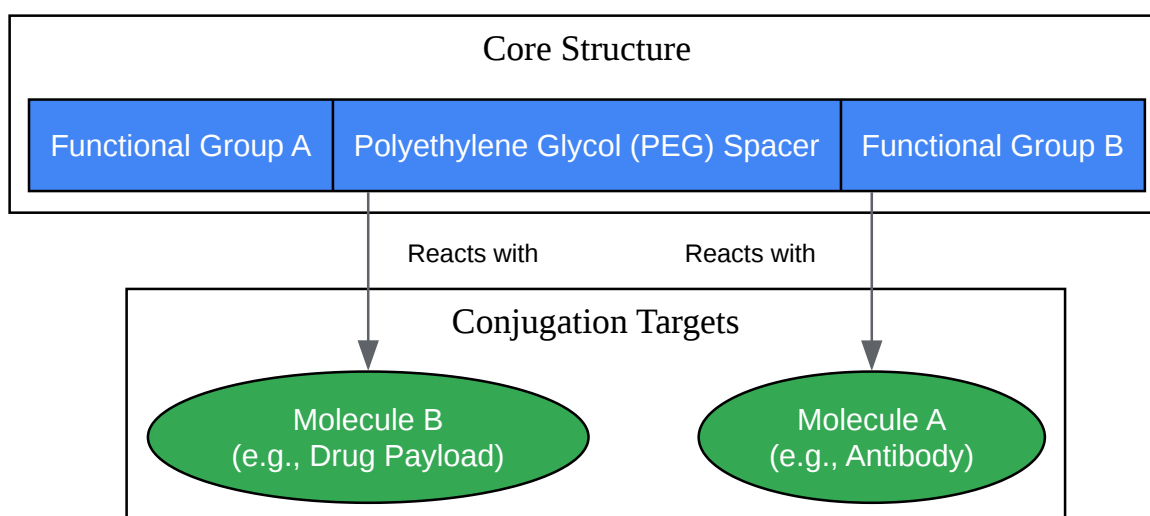 Core Structure
Functional Group A
Polyethylene Glycol (PEG) Spacer
Functional Group B
Reacts with
Reacts with
Conjugation Targets
Molecule B
(e.g., Drug Payload)
Molecule A
(e.g., Antibody)